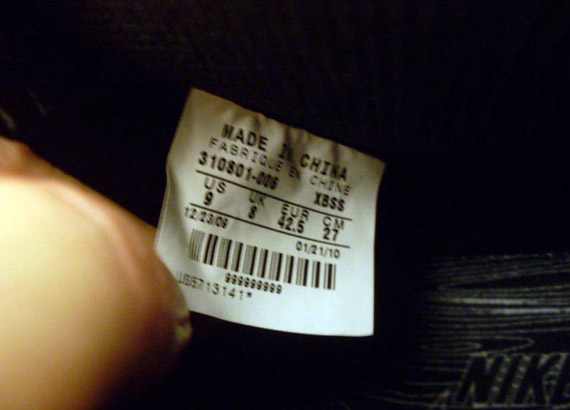 MADE IN CHINA
FABRIQUE EN CHINE
310801-006 XBSS
US UK EUR CM
9 8 42.5 27
12/23/09 01/21/10
999999999
NIKE